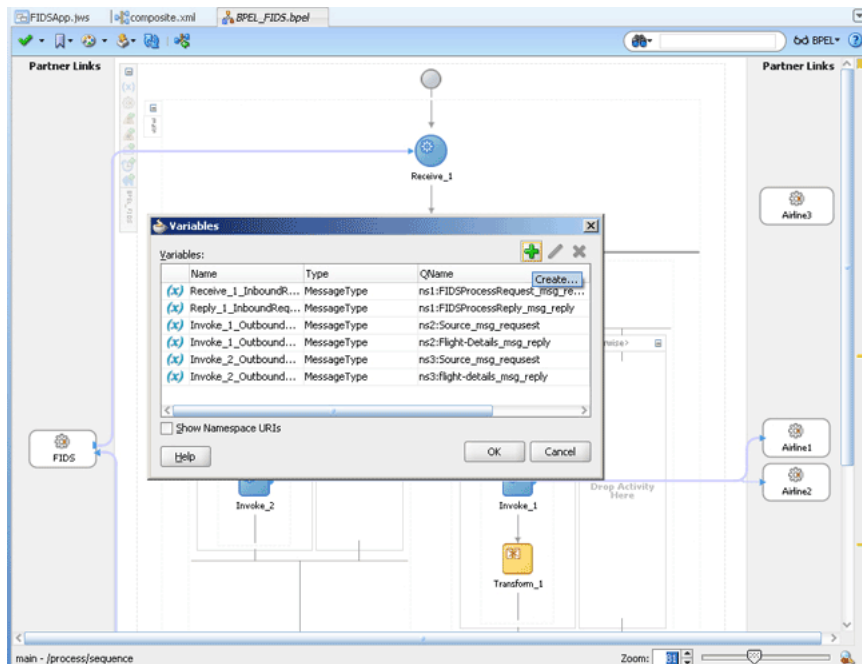 FIDSApp.jws composite.xml BPEL_FIDS.bpel
BPEL
Partner Links
Partner Links
Receive_1
Airline3
Variables
Variables:
Name Type QName
Create...
Receive_1_InboundR... MessageType ns1:FIDSProcessRequest_msg_re...
Reply_1_InboundReq... MessageType ns1:FIDSProcessReply_msg_reply
Invoke_1_Outbound... MessageType ns2:Source_msg_requsest
Invoke_1_Outbound... MessageType ns2:Flight-Details_msg_reply
Invoke_2_Outbound... MessageType ns3:Source_msg_requsest
Invoke_2_Outbound... MessageType ns3:flight-details_msg_reply
Show Namespace URIs
Help OK Cancel
FIDS
Airline1
Airline2
Drop Activity
Here
Invoke_2
Invoke_1
Transform_1
main - /process/sequence
Zoom: 31